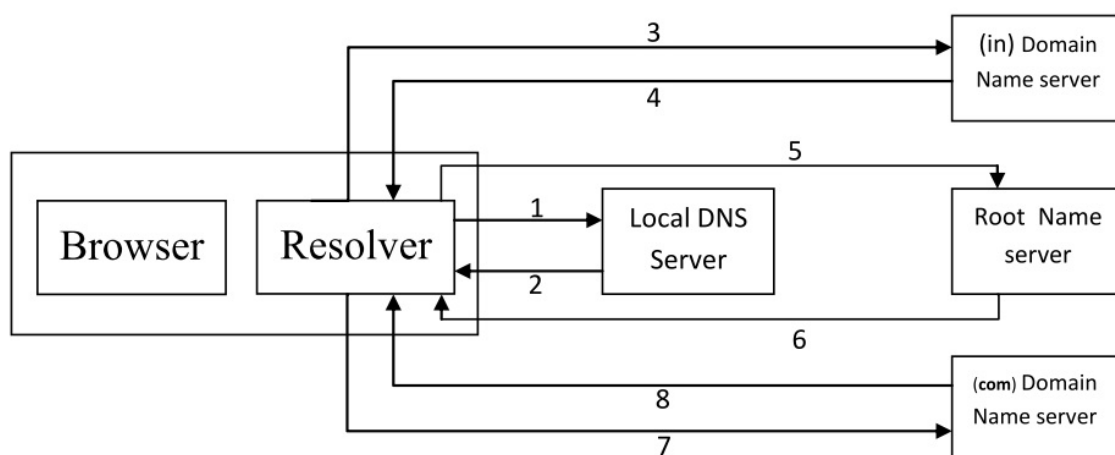 3
(in) Domain
Name server
4
5
Browser
Resolver
1
2
Local DNS
Server
Root Name
server
6
8
7
(com) Domain
Name server